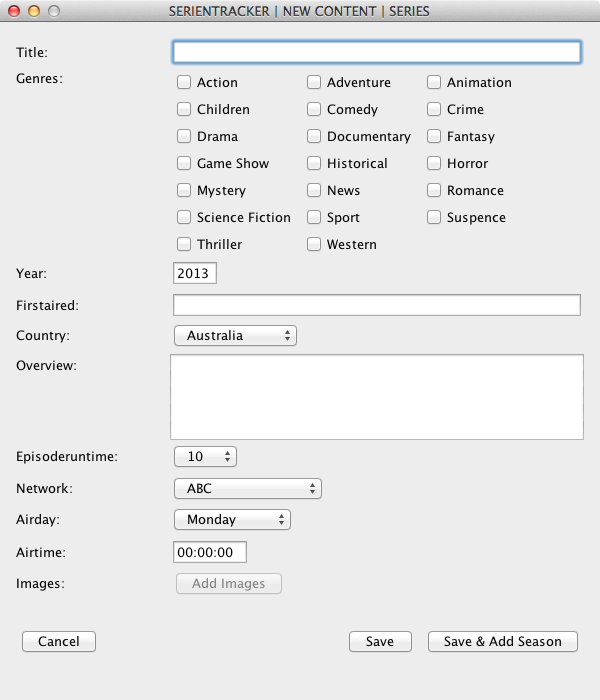 SERIENTRACKER | NEW CONTENT | SERIES
Title:
Genres:
Action Adventure Animation
Children Comedy Crime
Drama Documentary Fantasy
Game Show Historical Horror
Mystery News Romance
Science Fiction Sport Suspence
Thriller Western
Year: 2013
Firstaired:
Country: Australia
Overview:
Episoderuntime: 10
Network: ABC
Airday: Monday
Airtime: 00:00:00
Images: Add Images
Cancel Save Save & Add Season